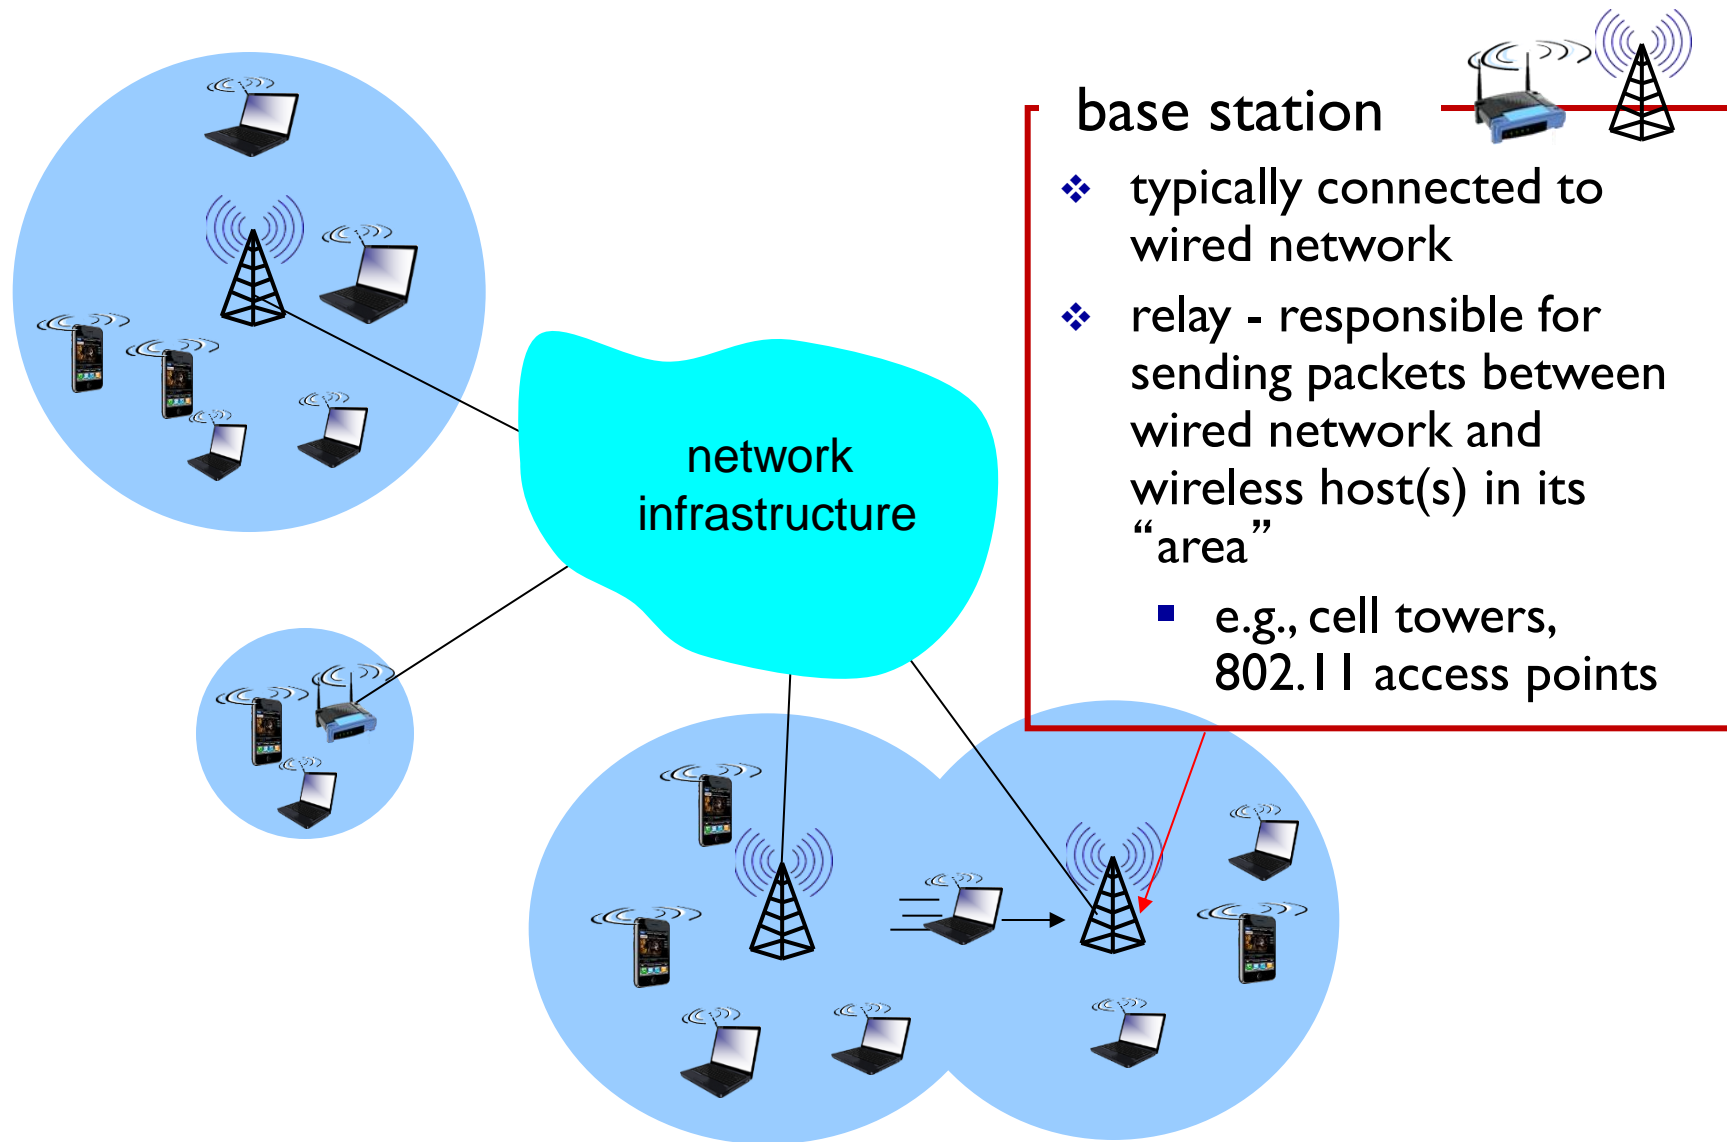 base station
❖ typically connected to
wired network
❖ relay - responsible for
sending packets between
wired network and
wireless host(s) in its
“area”
▪ e.g., cell towers,
802.11 access points
network
infrastructure